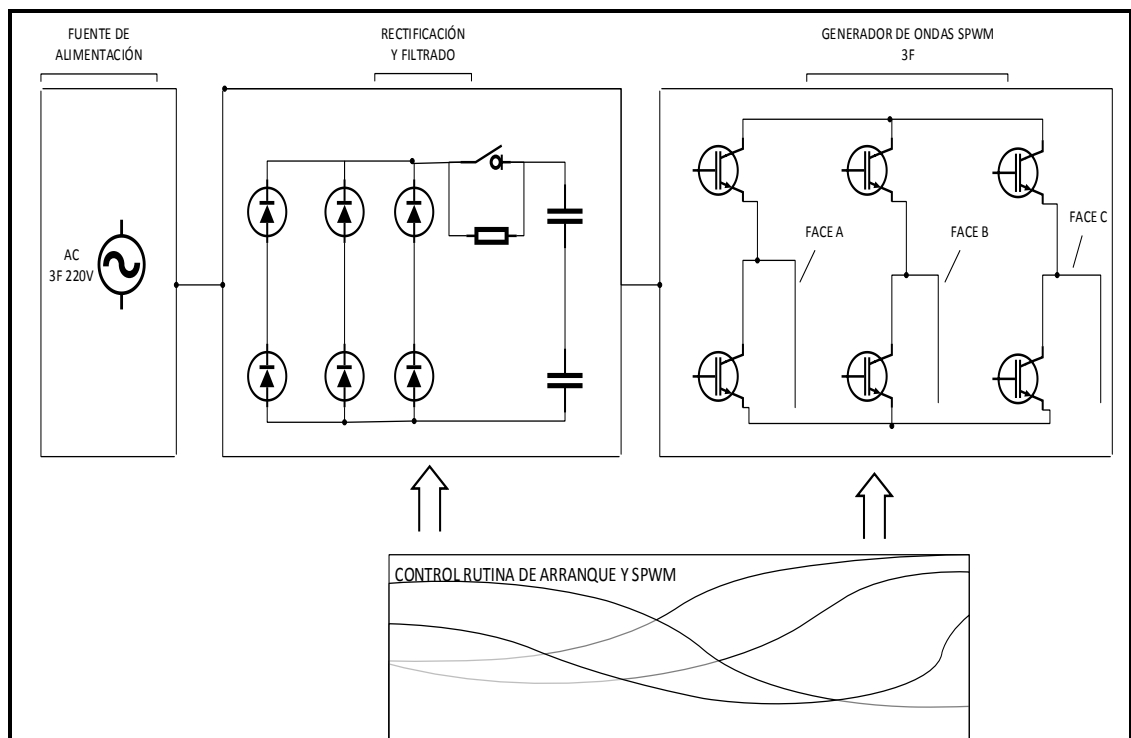 FUENTE DE
ALIMENTACIÓN
RECTIFICACIÓN
Y FILTRADO
GENERADOR DE ONDAS SPWM
3F
AC
3F 220V
FACE A
FACE B
FACE C
CONTROL RUTINA DE ARRANQUE Y SPWM